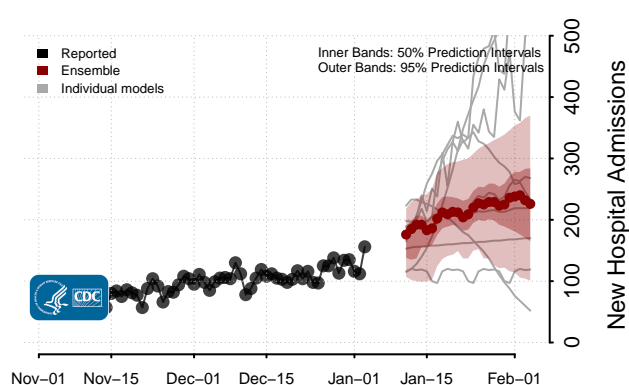 Reported
Ensemble
Individual models
Inner Bands: 50% Prediction Intervals
Outer Bands: 95% Prediction Intervals
500
400
300
200
100
0
New Hospital Admissions
CDC
Nov–01
Nov–15
Dec–01
Dec–15
Jan–01
Jan–15
Feb–01